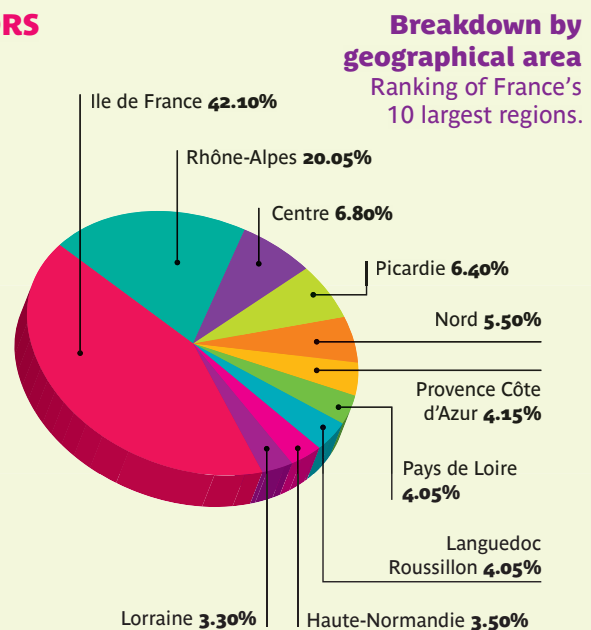 RS
Breakdown by
geographical area
Ranking of France's
10 largest regions.
Ile de France 42.10%
Rhône-Alpes 20.05%
Centre 6.80%
Picardie 6.40%
Nord 5.50%
Provence Côte
d'Azur 4.15%
Pays de Loire
4.05%
Languedoc
Roussillon 4.05%
Lorraine 3.30%
Haute-Normandie 3.50%